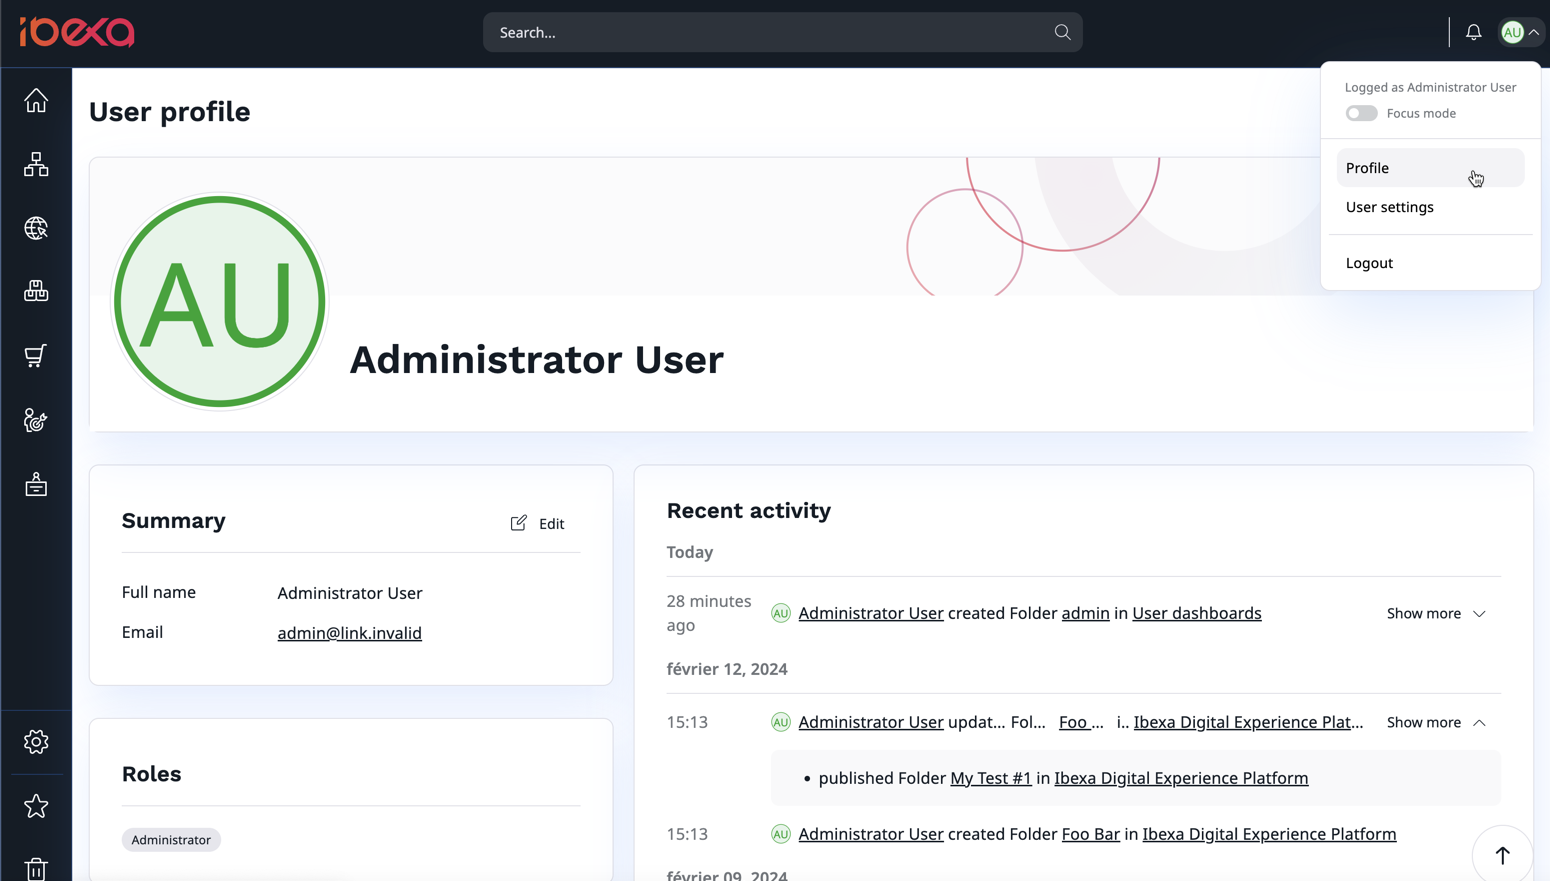 ibexa
Search...
AU
Logged as Administrator User
Focus mode
Profile
User settings
Logout
User profile
AU
Administrator User
Summary
Edit
Full name
Administrator User
Email
admin@link.invalid
Roles
Administrator
Recent activity
Today
28 minutes
ago
AU Administrator User created Folder admin in User dashboards
Show more
février 12, 2024
15:13
AU Administrator User updat... Fol... Foo ... i.. Ibexa Digital Experience Plat...
Show more
• published Folder My Test #1 in Ibexa Digital Experience Platform
15:13
AU Administrator User created Folder Foo Bar in Ibexa Digital Experience Platform
février 09, 2024